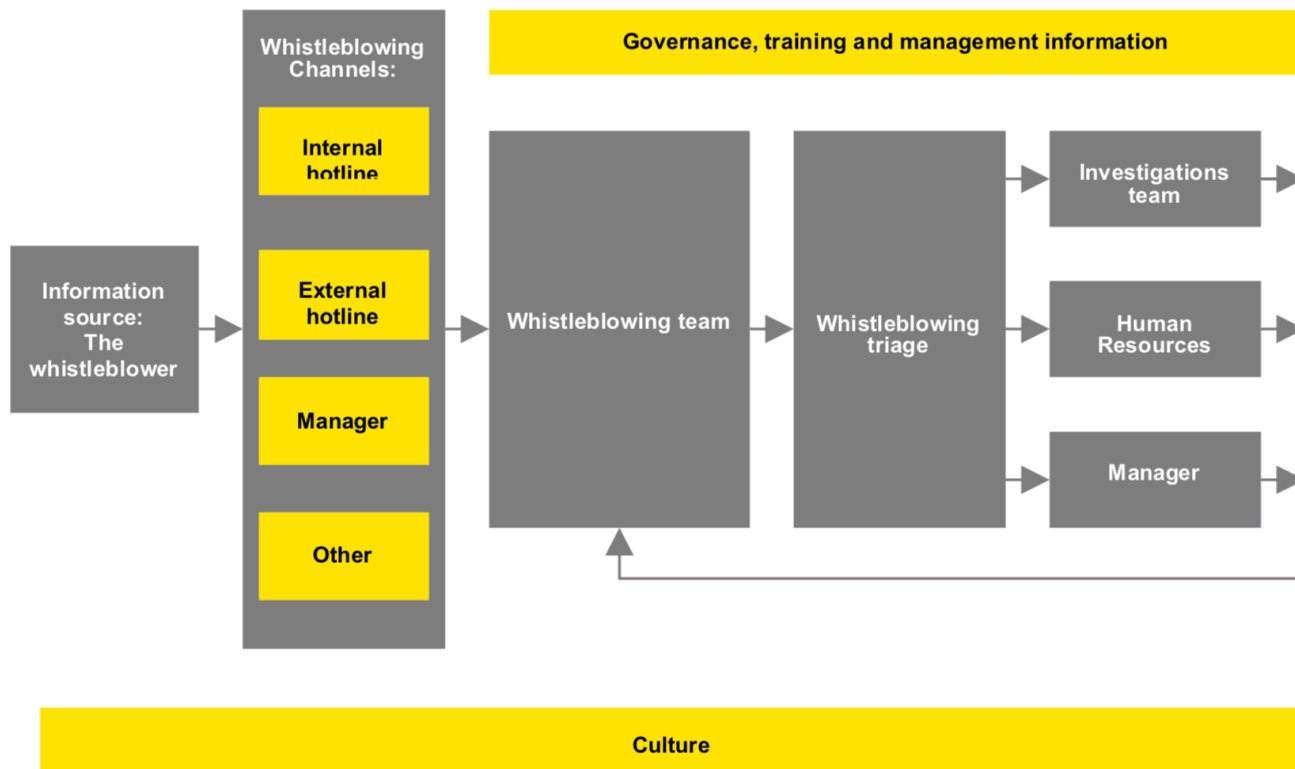 Whistleblowing
Channels:
Governance, training and management information
Internal
hotline
External
hotline
Manager
Other
Information
source:
The
whistleblower
Whistleblowing team
Whistleblowing
triage
Investigations
team
Human
Resources
Manager
Culture